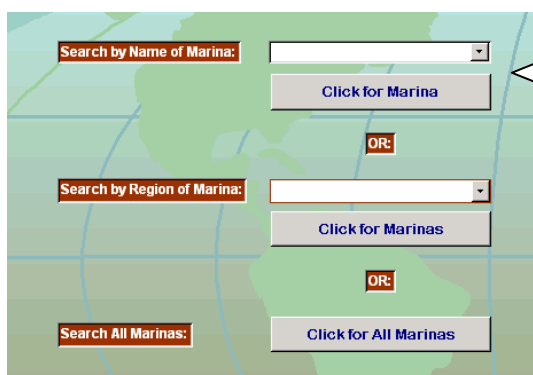 Search by Name of Marina:
Click for Marina
OR:
Search by Region of Marina:
Click for Marinas
OR:
Search All Marinas:
Click for All Marinas